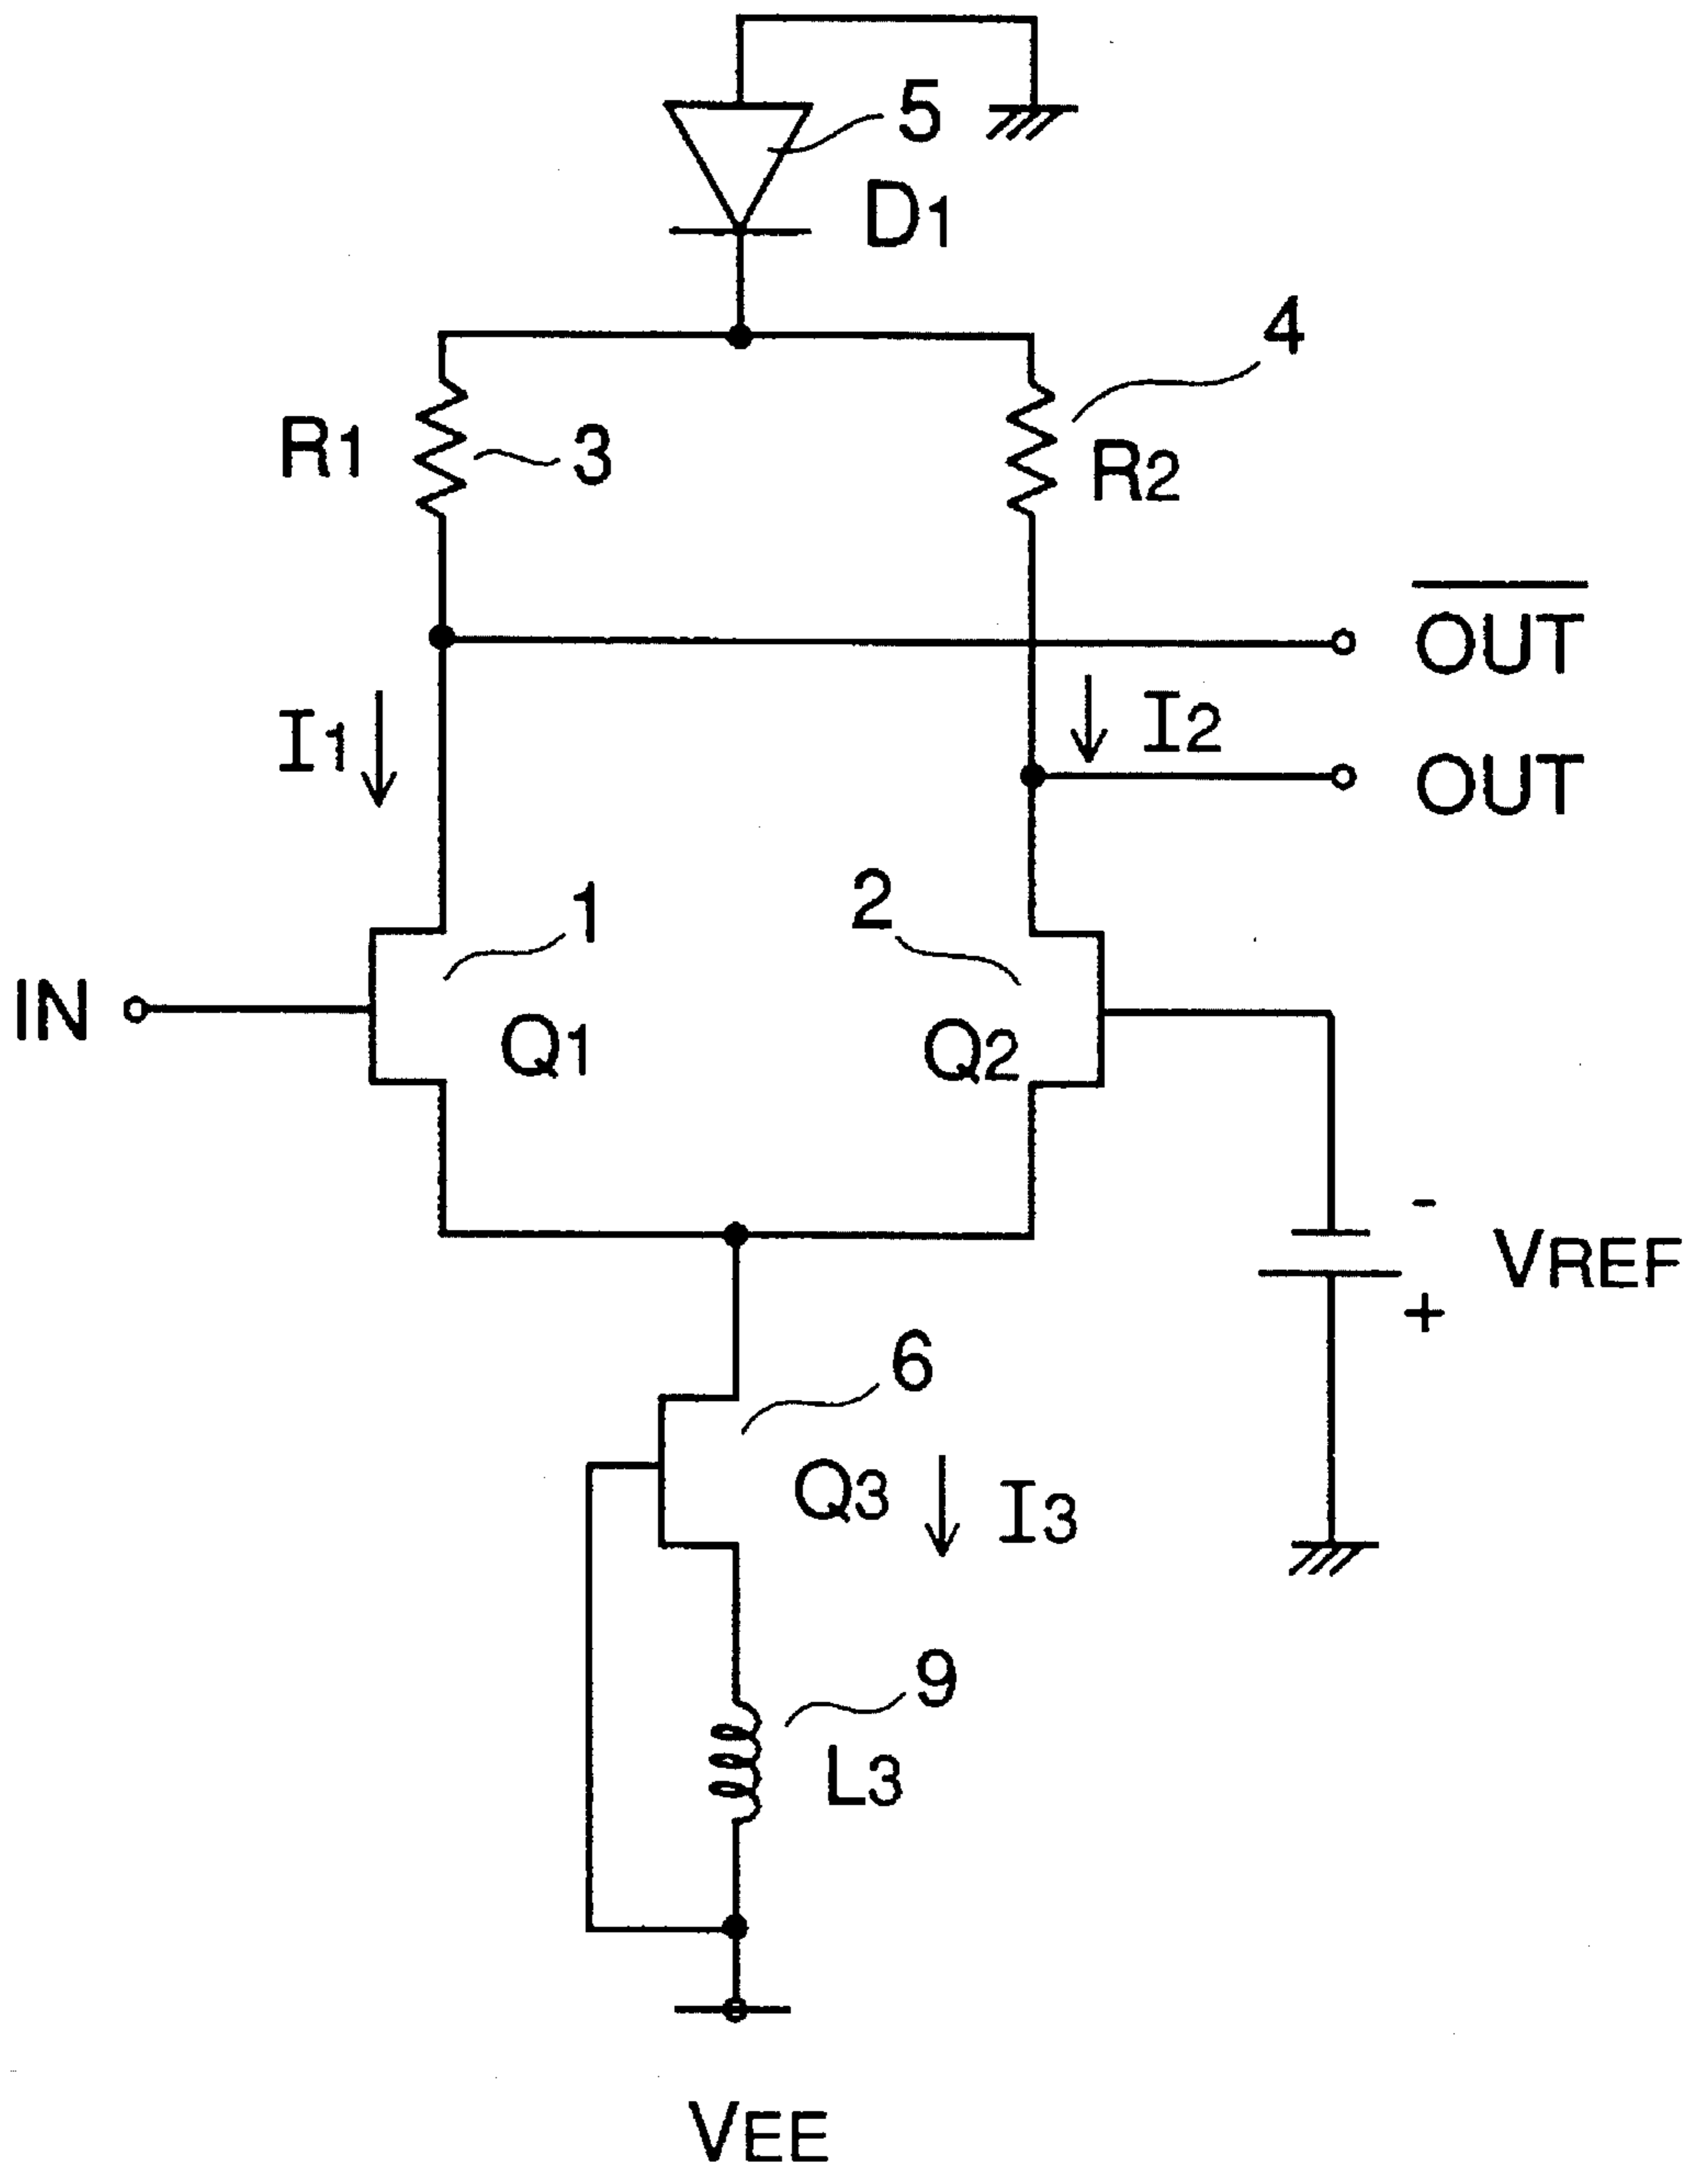 5
D1
4
R1
3
R2
OUT
I1
I2
OUT
1
2
IN
Q1
Q2
-
VREF
+
6
Q3
I3
9
L3
VEE